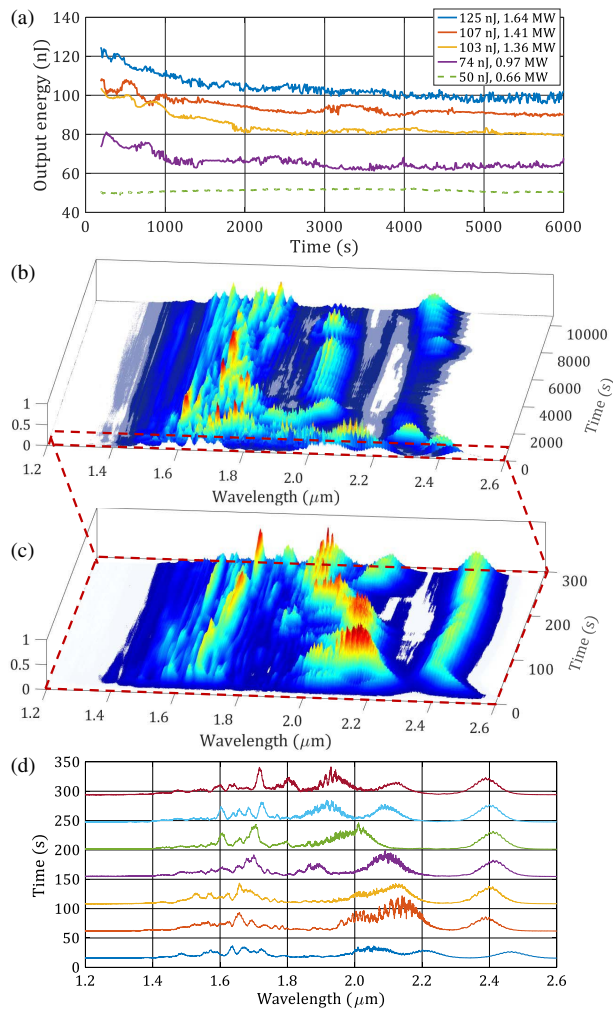 (a)
140
120
100
80
60
40
Output energy (nJ)
125 nJ, 1.64 MW
107 nJ, 1.41 MW
103 nJ, 1.36 MW
74 nJ, 0.97 MW
50 nJ, 0.66 MW
0 1000 2000 3000 4000 5000 6000
Time (s)
(b)
1
0.5
0
1.2 1.4 1.6 1.8 2.0 2.2 2.4 2.6
Wavelength (μm)
10000
8000
6000
4000
2000
0
Time (s)
(c)
1
0.5
0
1.2 1.4 1.6 1.8 2.0 2.2 2.4 2.6
Wavelength (μm)
300
200
100
0
Time (s)
(d)
350
300
250
200
150
100
50
0
Time (s)
1.2 1.4 1.6 1.8 2.0 2.2 2.4 2.6
Wavelength (μm)